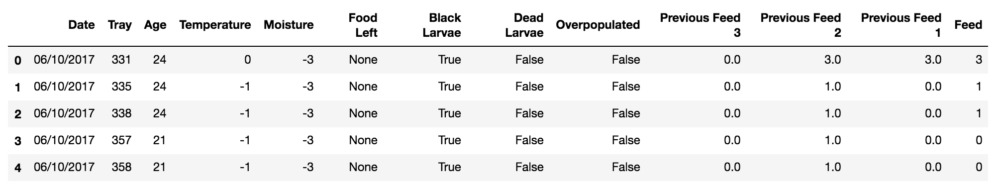 Date Tray Age Temperature Moisture Food Left Black Larvae Dead Larvae Overpopulated Previous Feed 3 Previous Feed 2 Previous Feed 1 Feed
0 06/10/2017 331 24 0 -3 None True False False 0.0 3.0 3.0 3
1 06/10/2017 335 24 -1 -3 None True False False 0.0 1.0 0.0 1
2 06/10/2017 338 24 -1 -3 None True False False 0.0 1.0 0.0 1
3 06/10/2017 357 21 -1 -3 None True False False 0.0 1.0 0.0 0
4 06/10/2017 358 21 -1 -3 None True False False 0.0 1.0 0.0 0